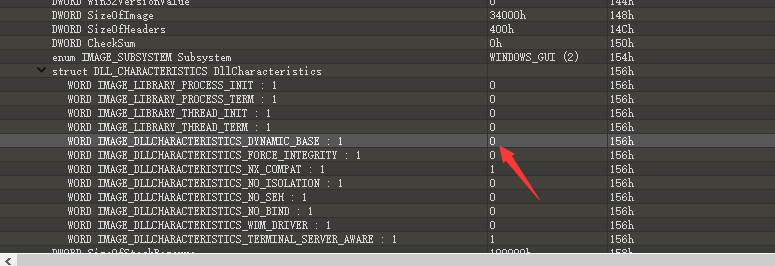 DWORD Win32VersionValue 0 144h
DWORD SizeOfImage 34000h 148h
DWORD SizeOfHeaders 400h 14Ch
DWORD CheckSum 0h 150h
enum IMAGE_SUBSYSTEM Subsystem WINDOWS_GUI (2) 154h
struct DLL_CHARACTERISTICS DllCharacteristics 156h
WORD IMAGE_LIBRARY_PROCESS_INIT : 1 0 156h
WORD IMAGE_LIBRARY_PROCESS_TERM : 1 0 156h
WORD IMAGE_LIBRARY_THREAD_INIT : 1 0 156h
WORD IMAGE_LIBRARY_THREAD_TERM : 1 0 156h
WORD IMAGE_DLLCHARACTERISTICS_DYNAMIC_BASE : 1 0 156h
WORD IMAGE_DLLCHARACTERISTICS_FORCE_INTEGRITY : 1 0 156h
WORD IMAGE_DLLCHARACTERISTICS_NX_COMPAT : 1 1 156h
WORD IMAGE_DLLCHARACTERISTICS_NO_ISOLATION : 1 0 156h
WORD IMAGE_DLLCHARACTERISTICS_NO_SEH : 1 0 156h
WORD IMAGE_DLLCHARACTERISTICS_NO_BIND : 1 0 156h
WORD IMAGE_DLLCHARACTERISTICS_WDM_DRIVER : 1 0 156h
WORD IMAGE_DLLCHARACTERISTICS_TERMINAL_SERVER_AWARE : 1 1 156h
DWORD SizeOfStackReserve 100000h 158h